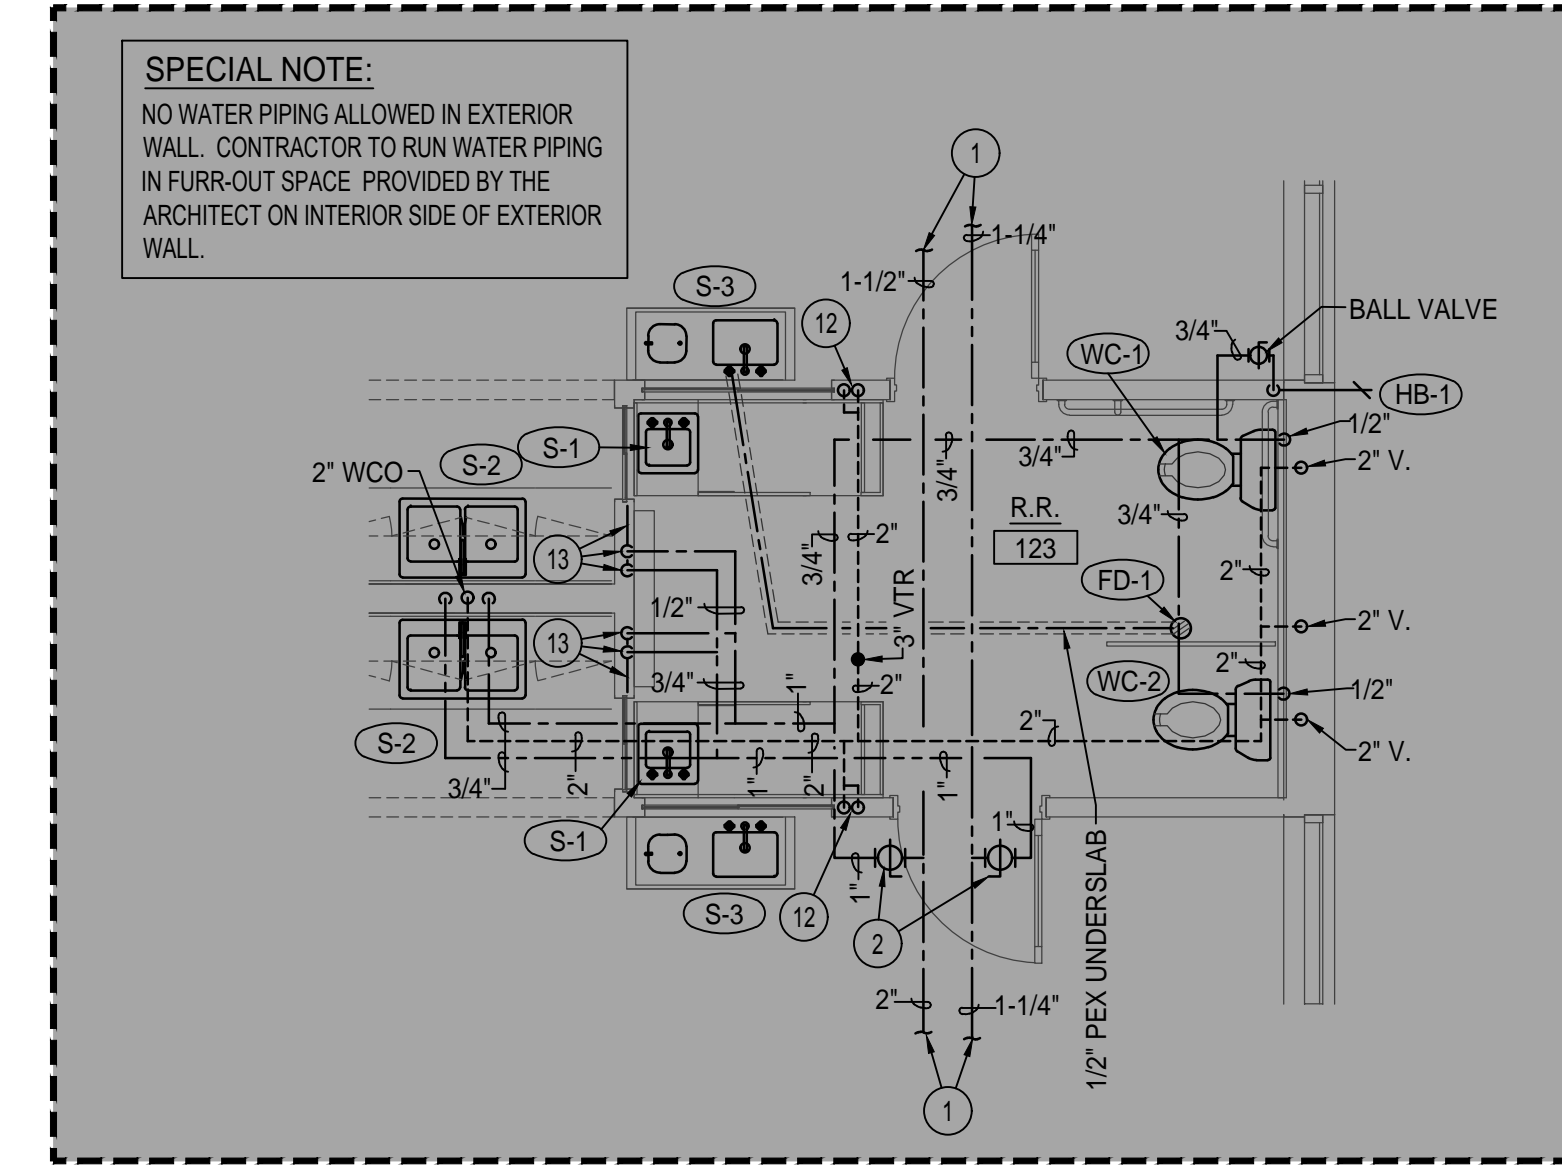 SPECIAL NOTE:
NO WATER PIPING ALLOWED IN EXTERIOR
WALL. CONTRACTOR TO RUN WATER PIPING
IN FURR-OUT SPACE PROVIDED BY THE
ARCHITECT ON INTERIOR SIDE OF EXTERIOR
WALL.
1
1-1/4"
1-1/2"
S-3
12
BALL VALVE
3/4"
WC-1
HB-1
1/2"
S-1
S-2
2" WCO
3/4"
3/4"
2" V.
R.R.
123
3/4"
13
3/4"
2"
2"
FD-1
1/2"
3" VTR
2" V.
13
3/4"
1"
2"
2"
WC-2
1/2"
S-2
2"
2" V.
3/4"
2"
1"
2"
1"
S-1
1"
1"
12
S-3
2
1/2" PEX UNDERSLAB
2"
1-1/4"
1